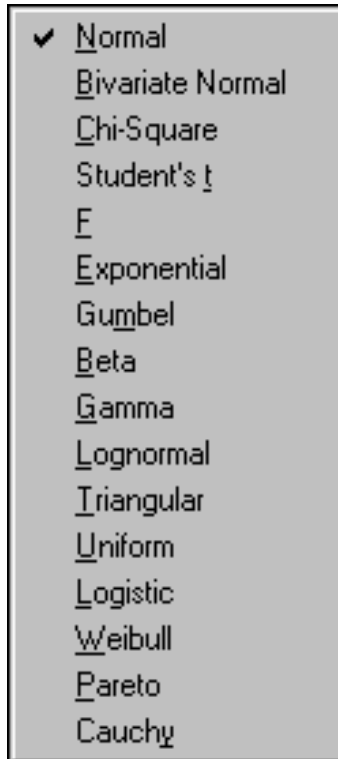 Normal
Bivariate Normal
Chi-Square
Student's t
F
Exponential
Gumbel
Beta
Gamma
Lognormal
Triangular
Uniform
Logistic
Weibull
Pareto
Cauchy